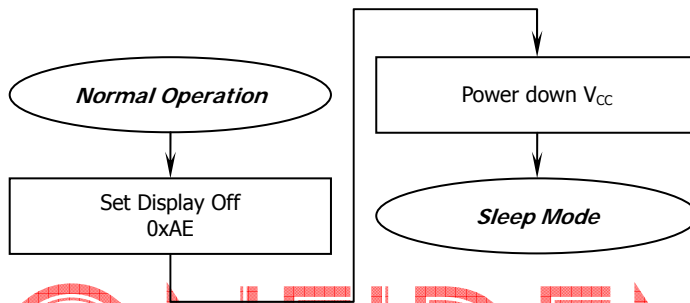 Normal Operation
Set Display Off
0xAE
Power down VCC
Sleep Mode